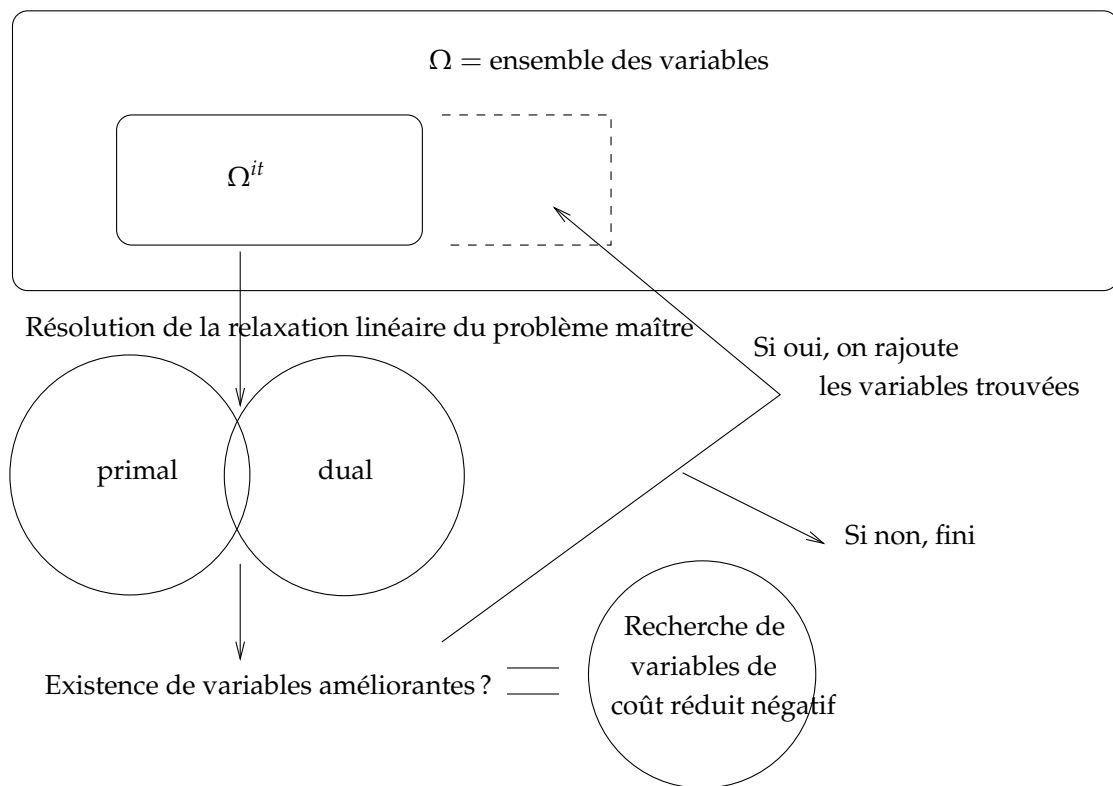 Ω = ensemble des variables
Ω^{it}
Résolution de la relaxation linéaire du problème maître
Si oui, on rajoute
les variables trouvées
primal
dual
Si non, fini
Existence de variables améliorantes ?
Recherche de
variables de
coût réduit négatif